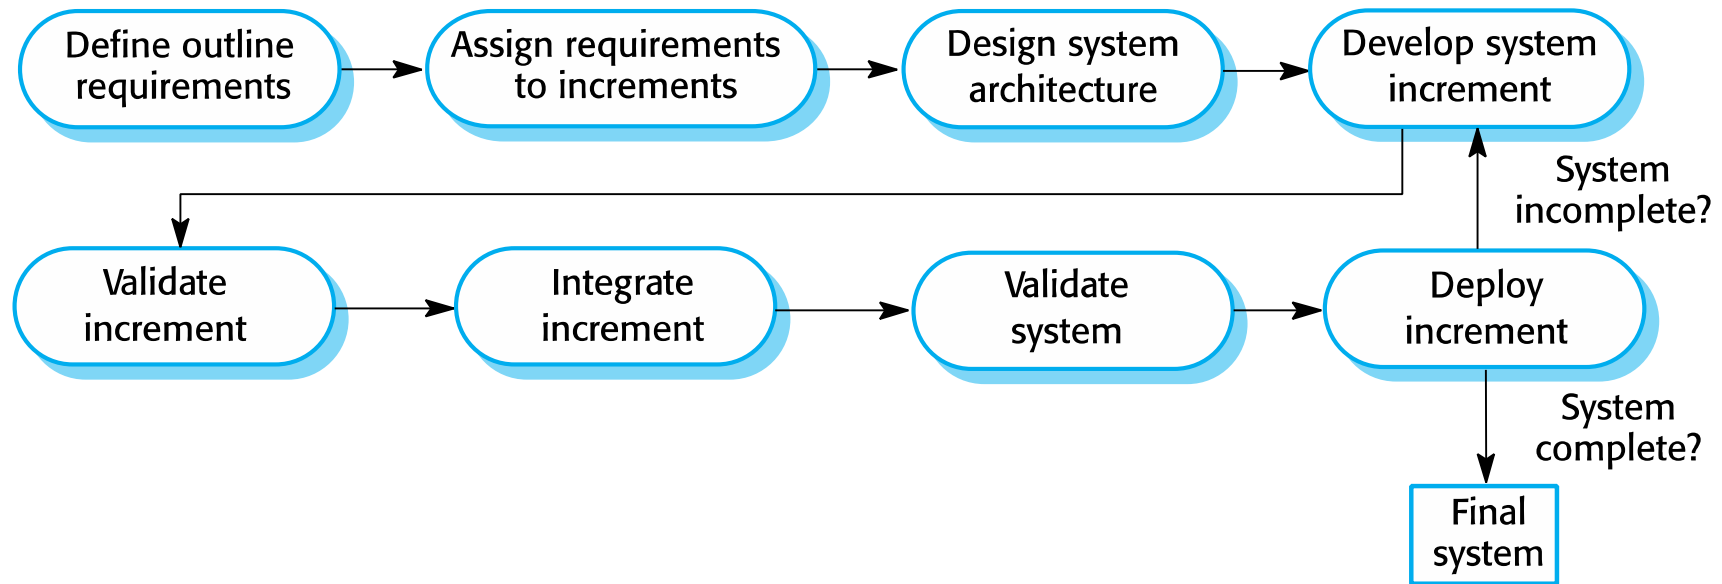 Define outline
requirements
Assign requirements
to increments
Design system
architecture
Develop system
increment
System
incomplete?
Validate
increment
Integrate
increment
Validate
system
Deploy
increment
System
complete?
Final
system